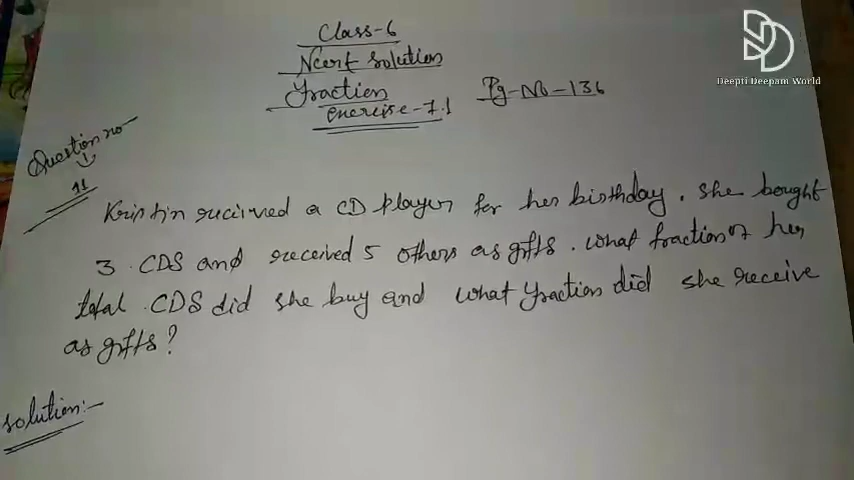 Class-6
Ncert solution
fraction
exercise-7.1
Pg-No-136
SD
Deepti Deepam World
Question no
11
Kristin recieved a CD player for her birthday. She bought
3. CDS and received 5 others as gifts. What fraction of her
total. CDS did she buy and what fraction did she receive
as gifts?
Solution:-